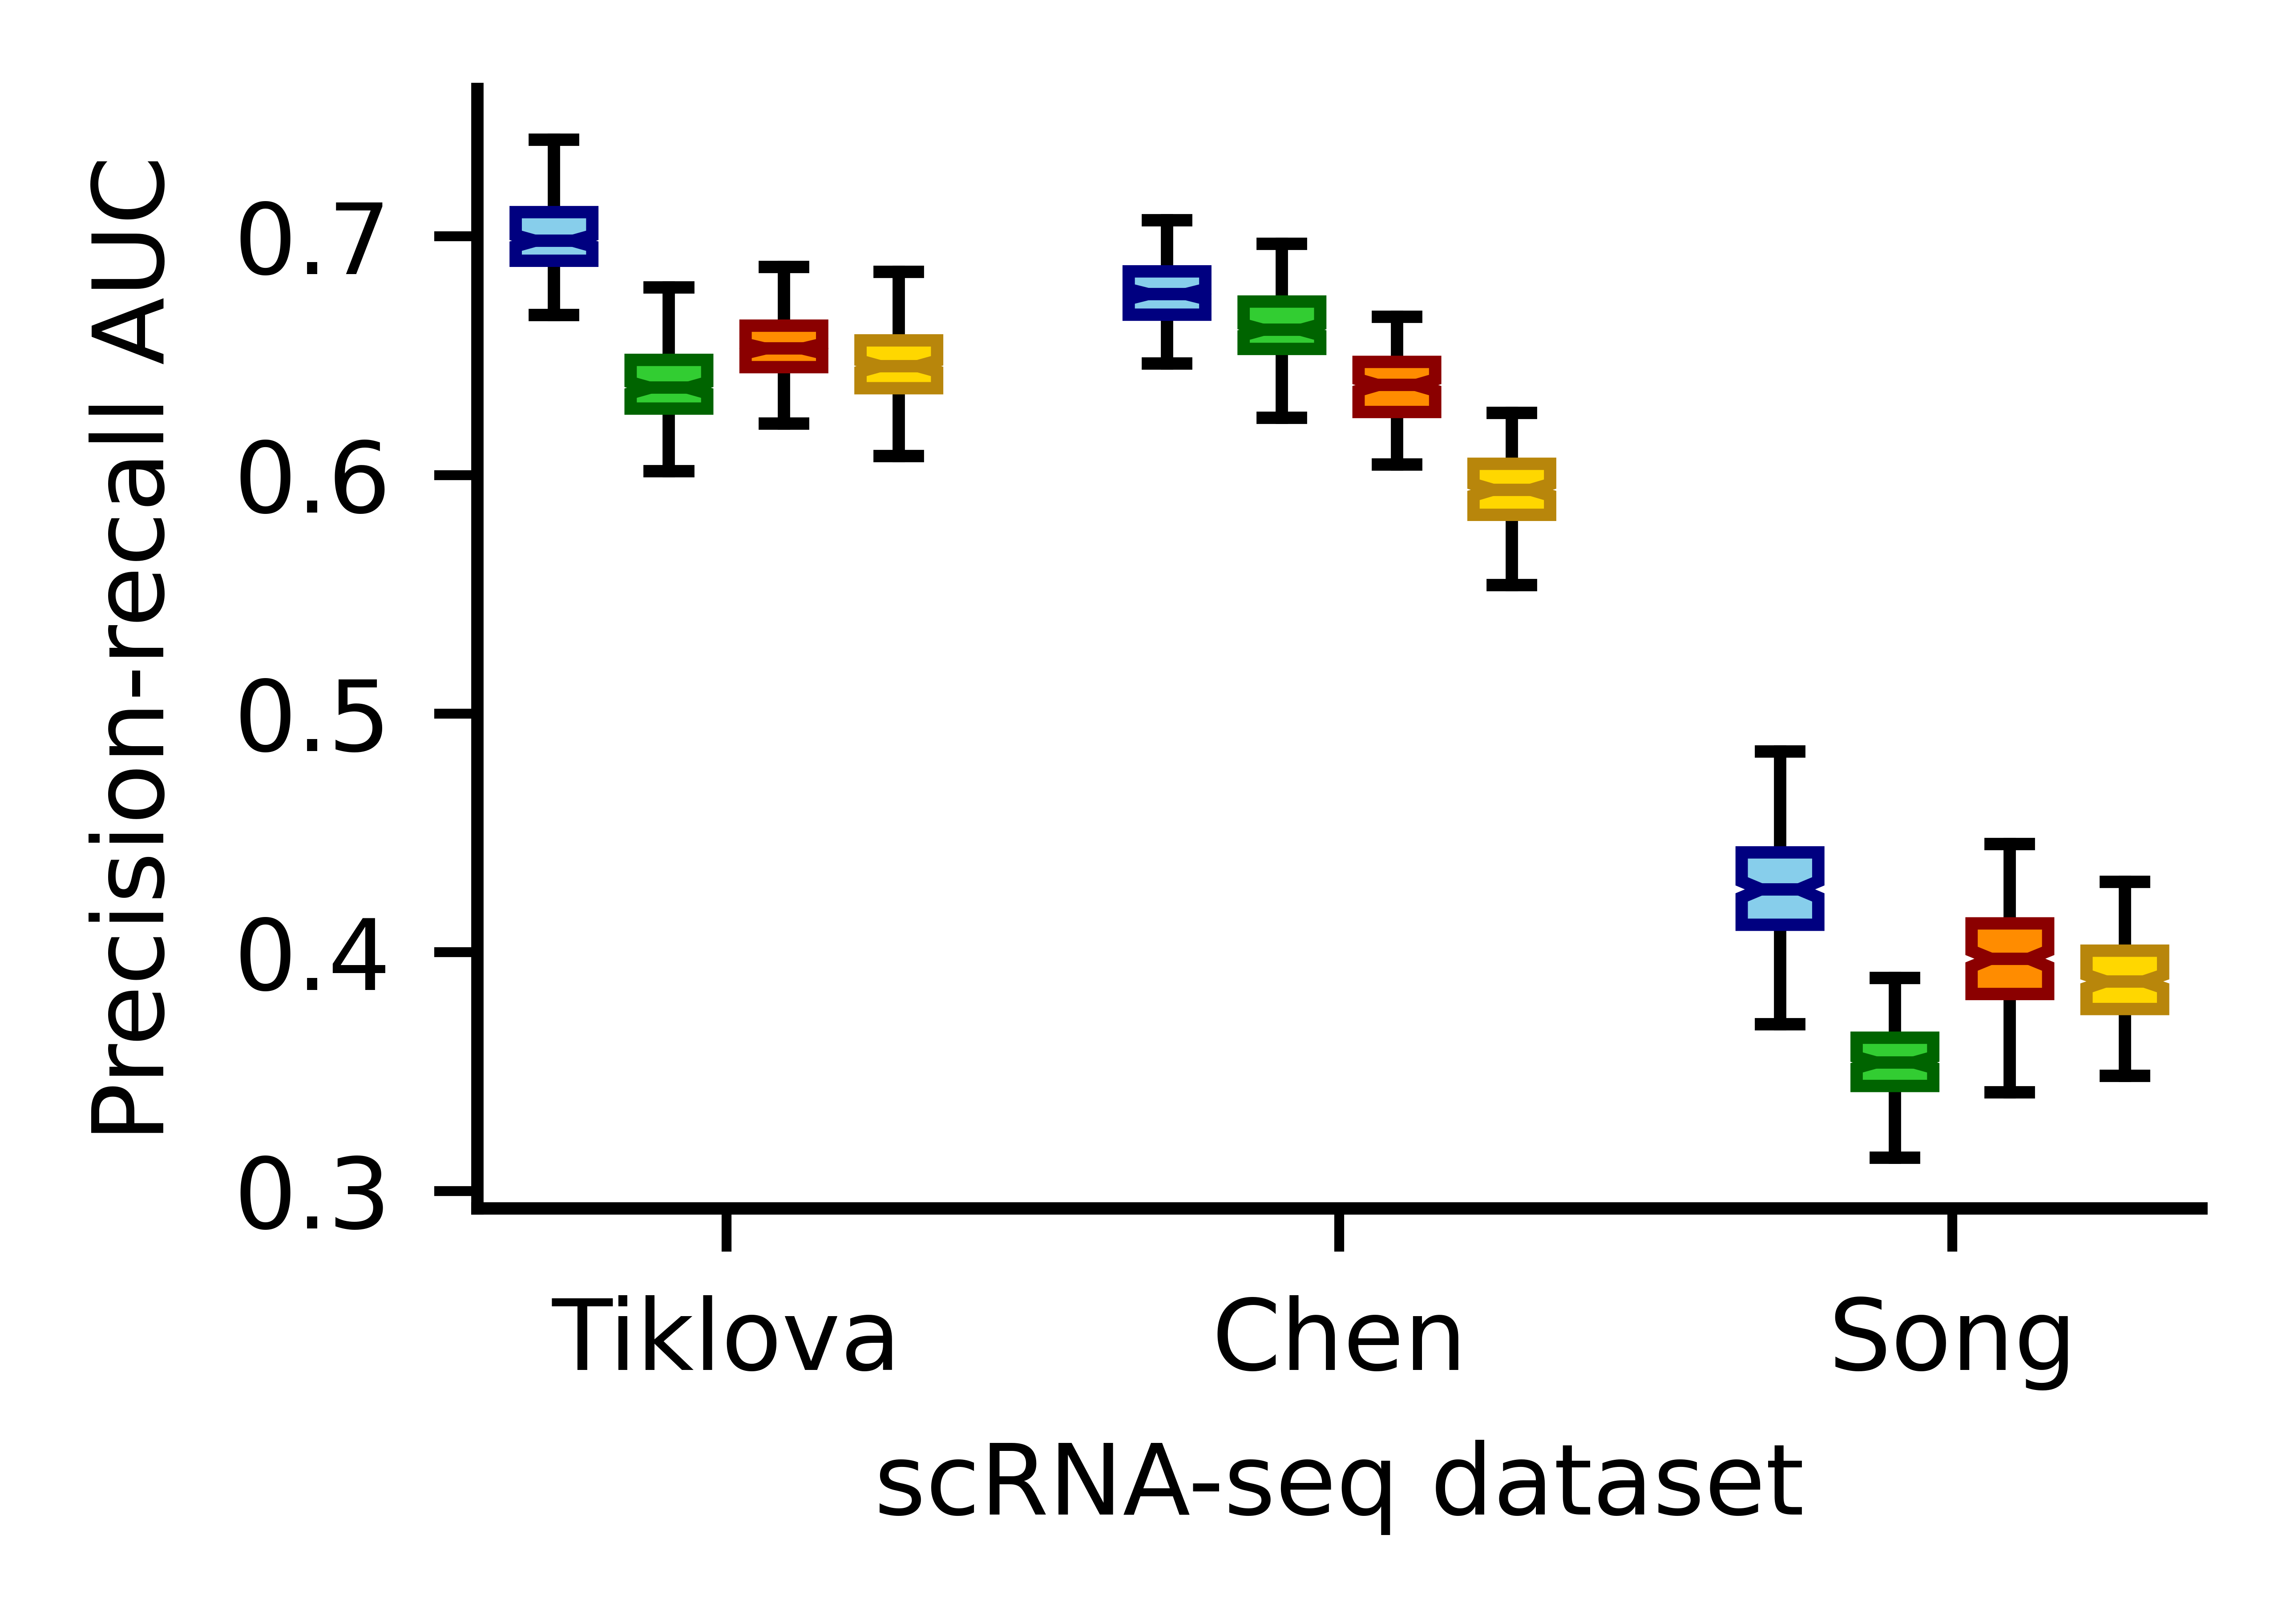 Precision-recall AUC
0.7
0.6
0.5
0.4
0.3
Tiklova
Chen
Song
scRNA-seq dataset